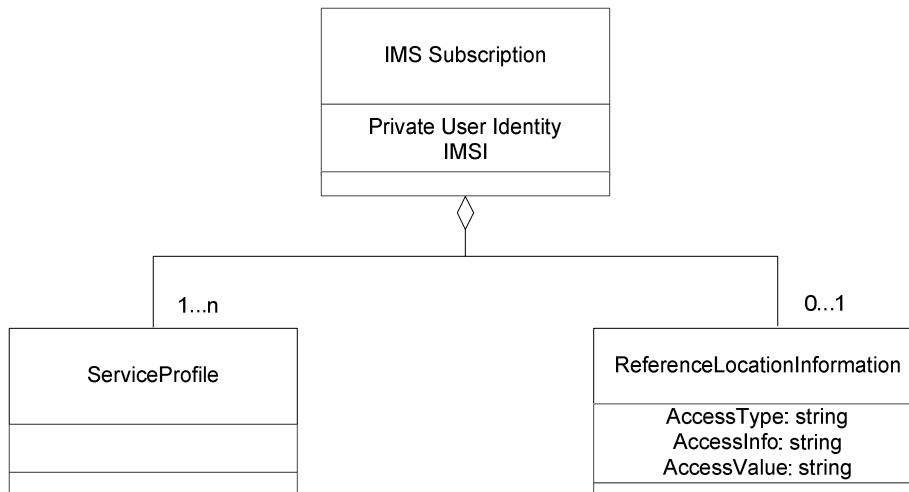 IMS Subscription
Private User Identity
IMSI
1...n
0...1
ServiceProfile
ReferenceLocationInformation
AccessType: string
AccessInfo: string
AccessValue: string